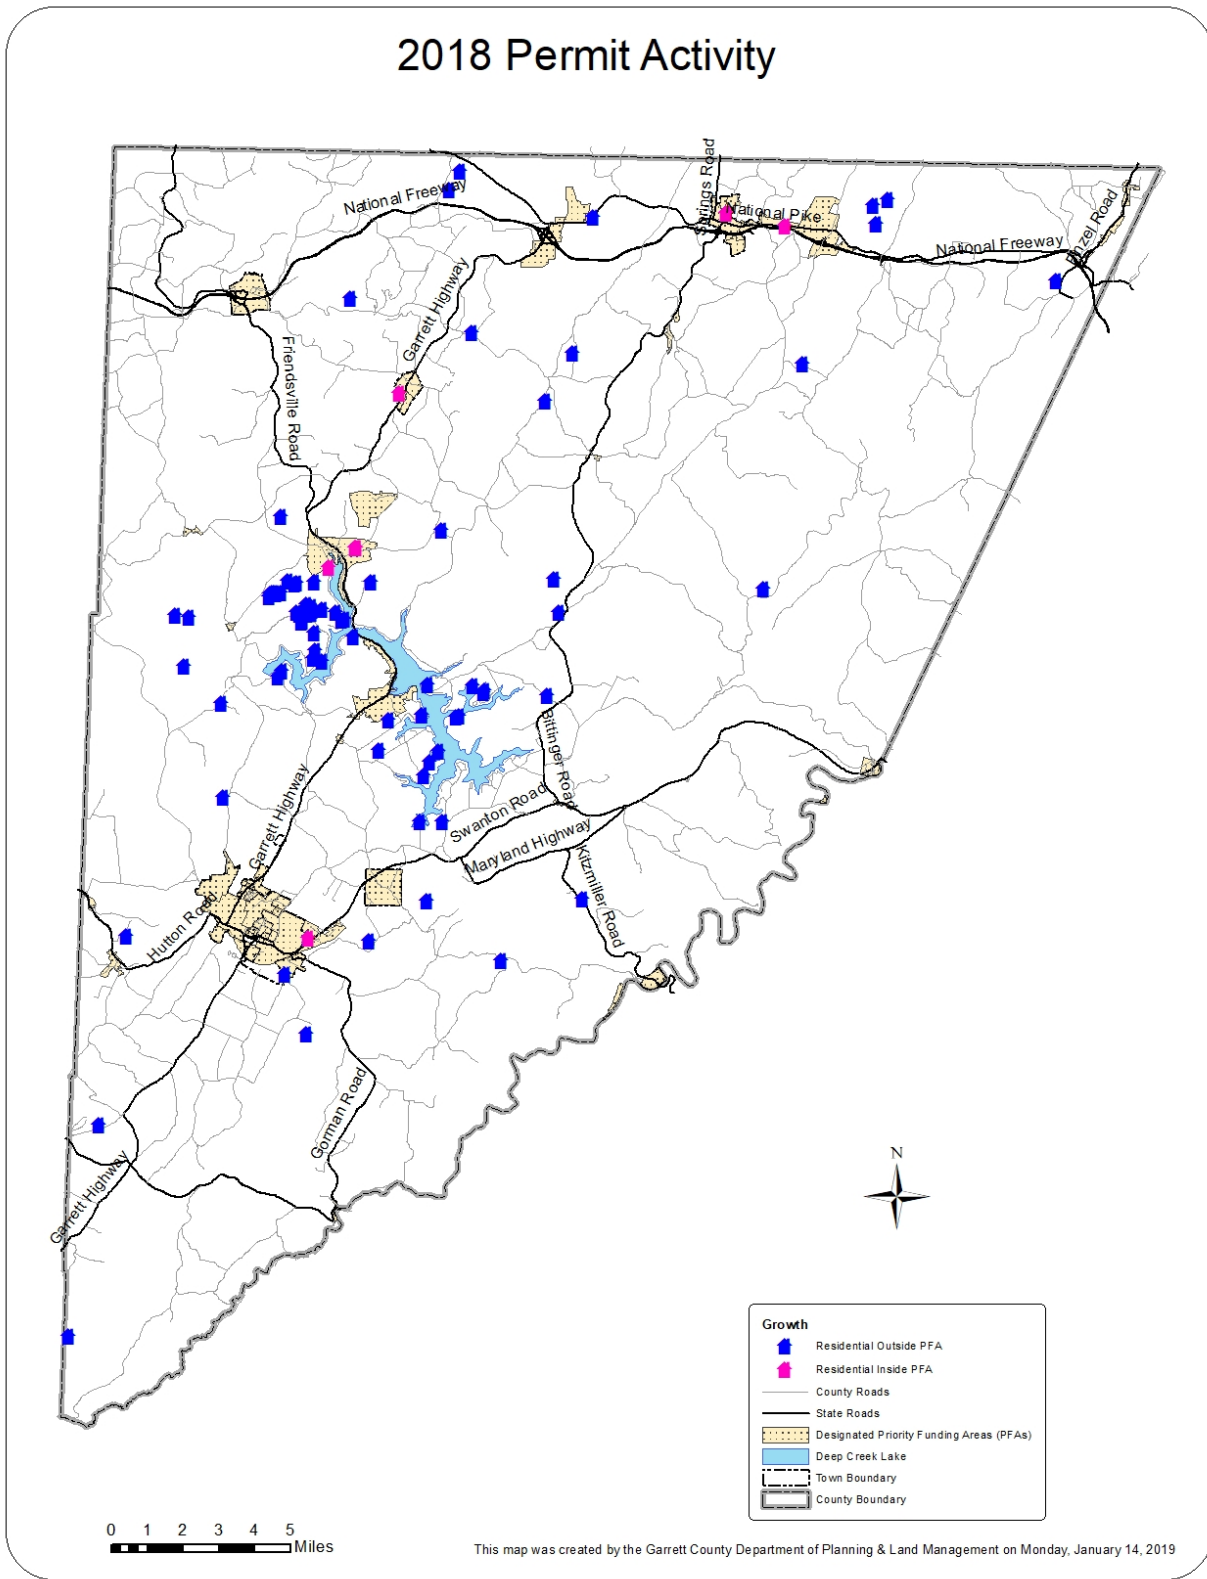 2018 Permit Activity
Springs Road
National Freeway
National Pike
National Freeway
Finzel Road
Garrett Highway
Friendsville Road
Bittinger Road
Garrett Highway
Swanton Road
Maryland Highway
Kitzmiller Road
Hutton Road
Gorman Road
Garrett Highway
N
Growth
Residential Outside PFA
Residential Inside PFA
County Roads
State Roads
Designated Priority Funding Areas (PFAs)
Deep Creek Lake
Town Boundary
County Boundary
0 1 2 3 4 5
Miles
This map was created by the Garrett County Department of Planning & Land Management on Monday, January 14, 2019